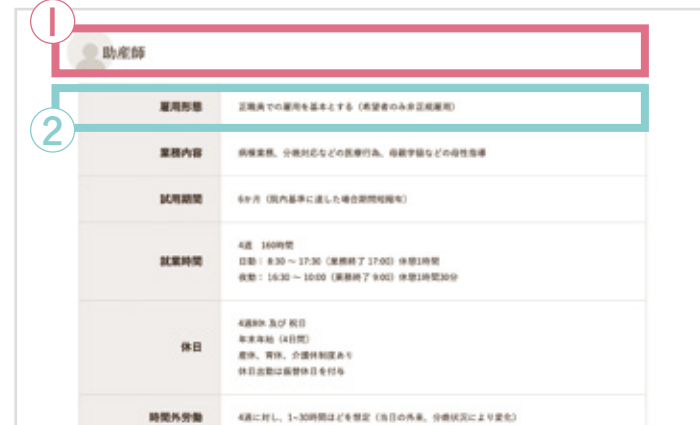 ①
助産師
②
雇用形態 正職員での雇用を基本とする（希望者のみ非正規雇用）
業務内容 病棟業務、分娩対応などの医療行為、母親学級などの母性指導
試用期間 6か月（院内基準に達した場合期間短縮有）
就業時間 4週 160時間
日勤： 8:30 ～ 17:30（業務終了 17:00）休憩1時間
夜勤： 16:30 ～ 10:00（業務終了 9:00）休憩1時間30分
休日 4週8休 及び 祝日
年末年始（4日間）
産休、育休、介護休制度あり
休日出勤は振替休日を付与
時間外労働 4週に対し、1~30時間ほどを想定（当日の外来、分娩状況により変化）